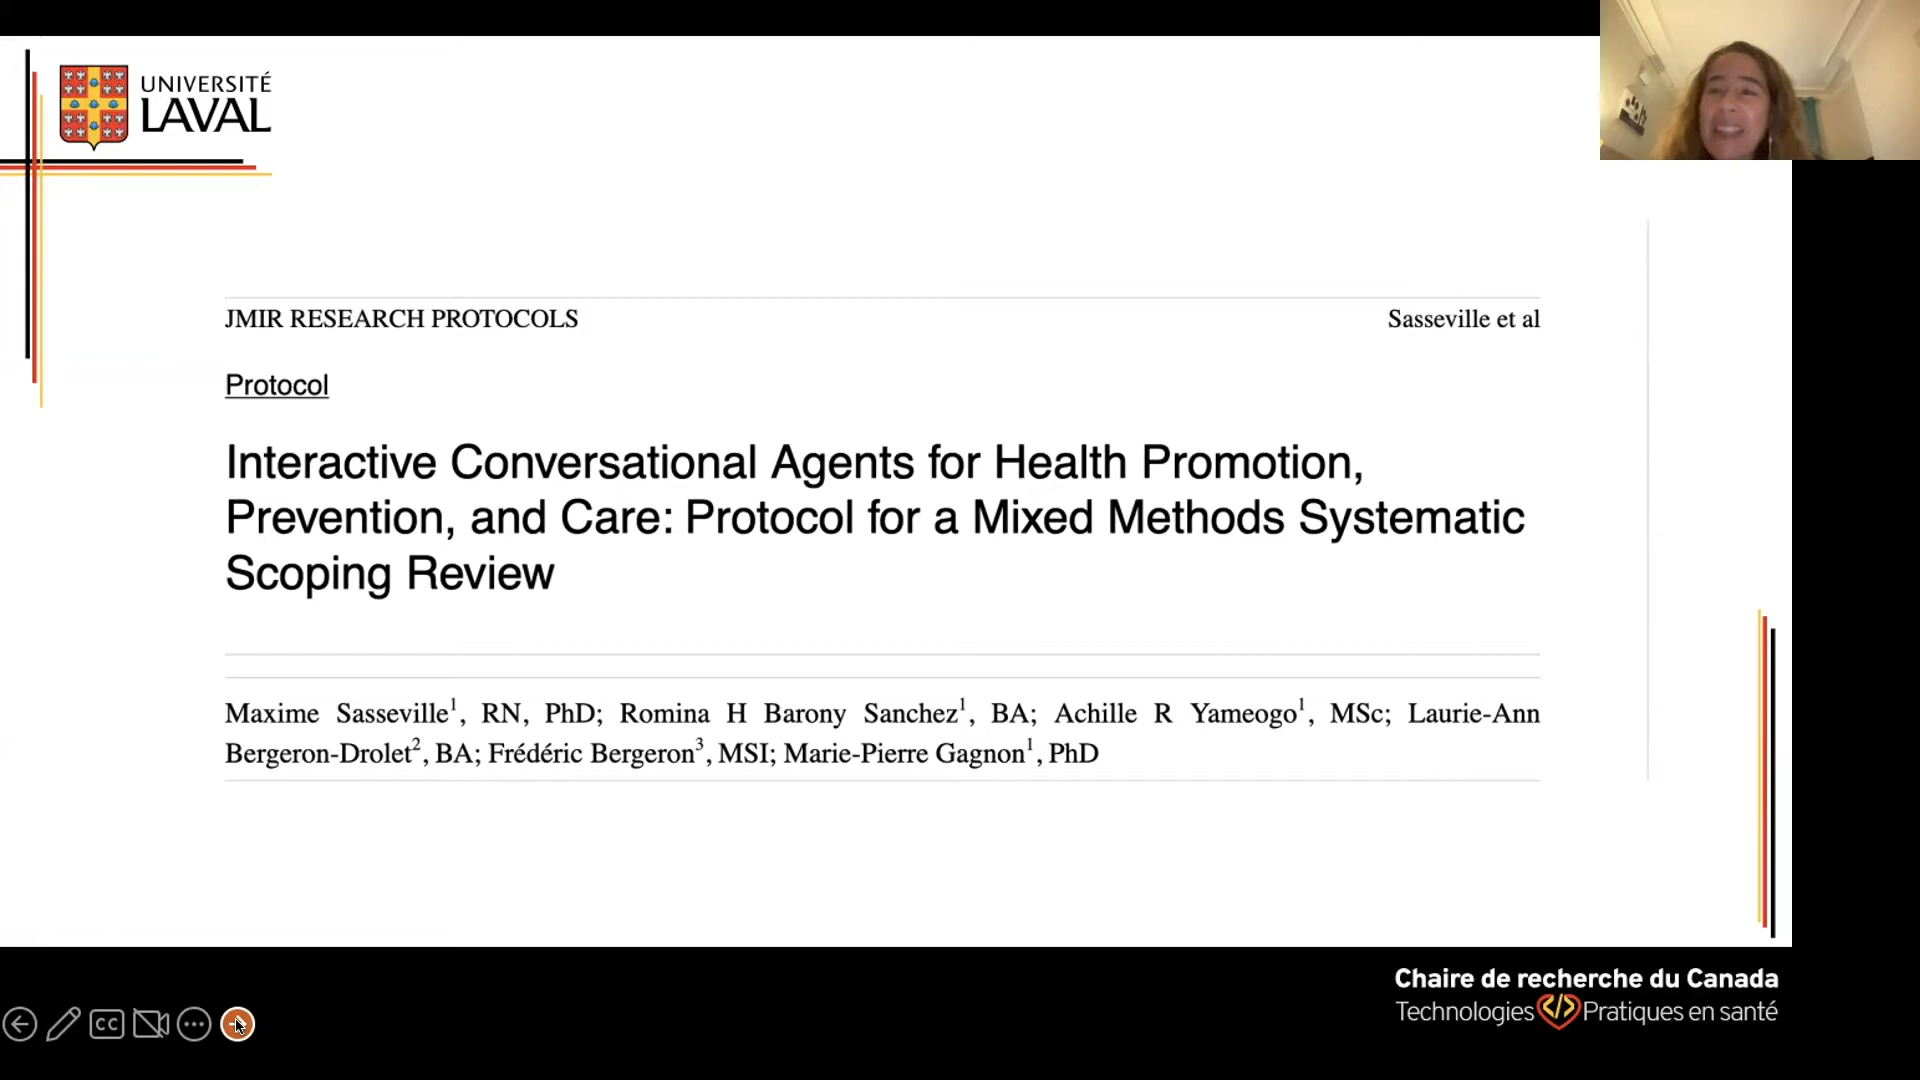 UNIVERSITÉ
LAVAL
JMIR RESEARCH PROTOCOLS Sasseville et al
Protocol
Interactive Conversational Agents for Health Promotion,
Prevention, and Care: Protocol for a Mixed Methods Systematic
Scoping Review
Maxime Sasseville1, RN, PhD; Romina H Barony Sanchez1, BA; Achille R Yameogo1, MSc; Laurie-Ann
Bergeron-Drolet2, BA; Frédéric Bergeron3, MSI; Marie-Pierre Gagnon1, PhD
Chaire de recherche du Canada
Technologies </> Pratiques en santé
CC